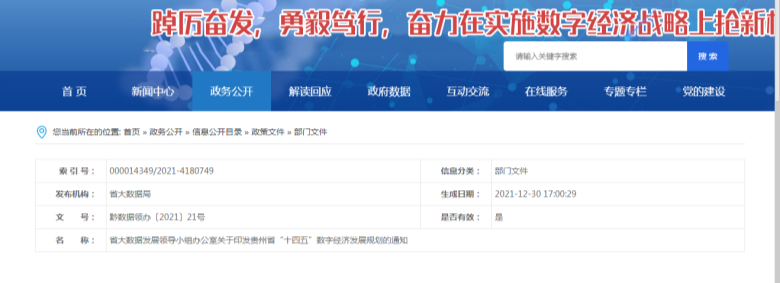 踔厉奋发，勇毅笃行，奋力在实施数字经济战略上抢新机
请输入关键字搜索 搜 索
首 页 新闻中心 政务公开 解读回应 政府数据 互动交流 在线服务 专题专栏 党的建设
您当前所在的位置: 首页 » 政务公开 » 信息公开目录 » 政策文件 » 部门文件
索 引 号： 000014349/2021-4180749 信息分类： 部门文件
发布机构： 省大数据局 生成日期： 2021-12-30 17:00:29
文 号： 黔数据领办〔2021〕21号 是否有效： 是
名 称： 省大数据发展领导小组办公室关于印发贵州省“十四五”数字经济发展规划的通知